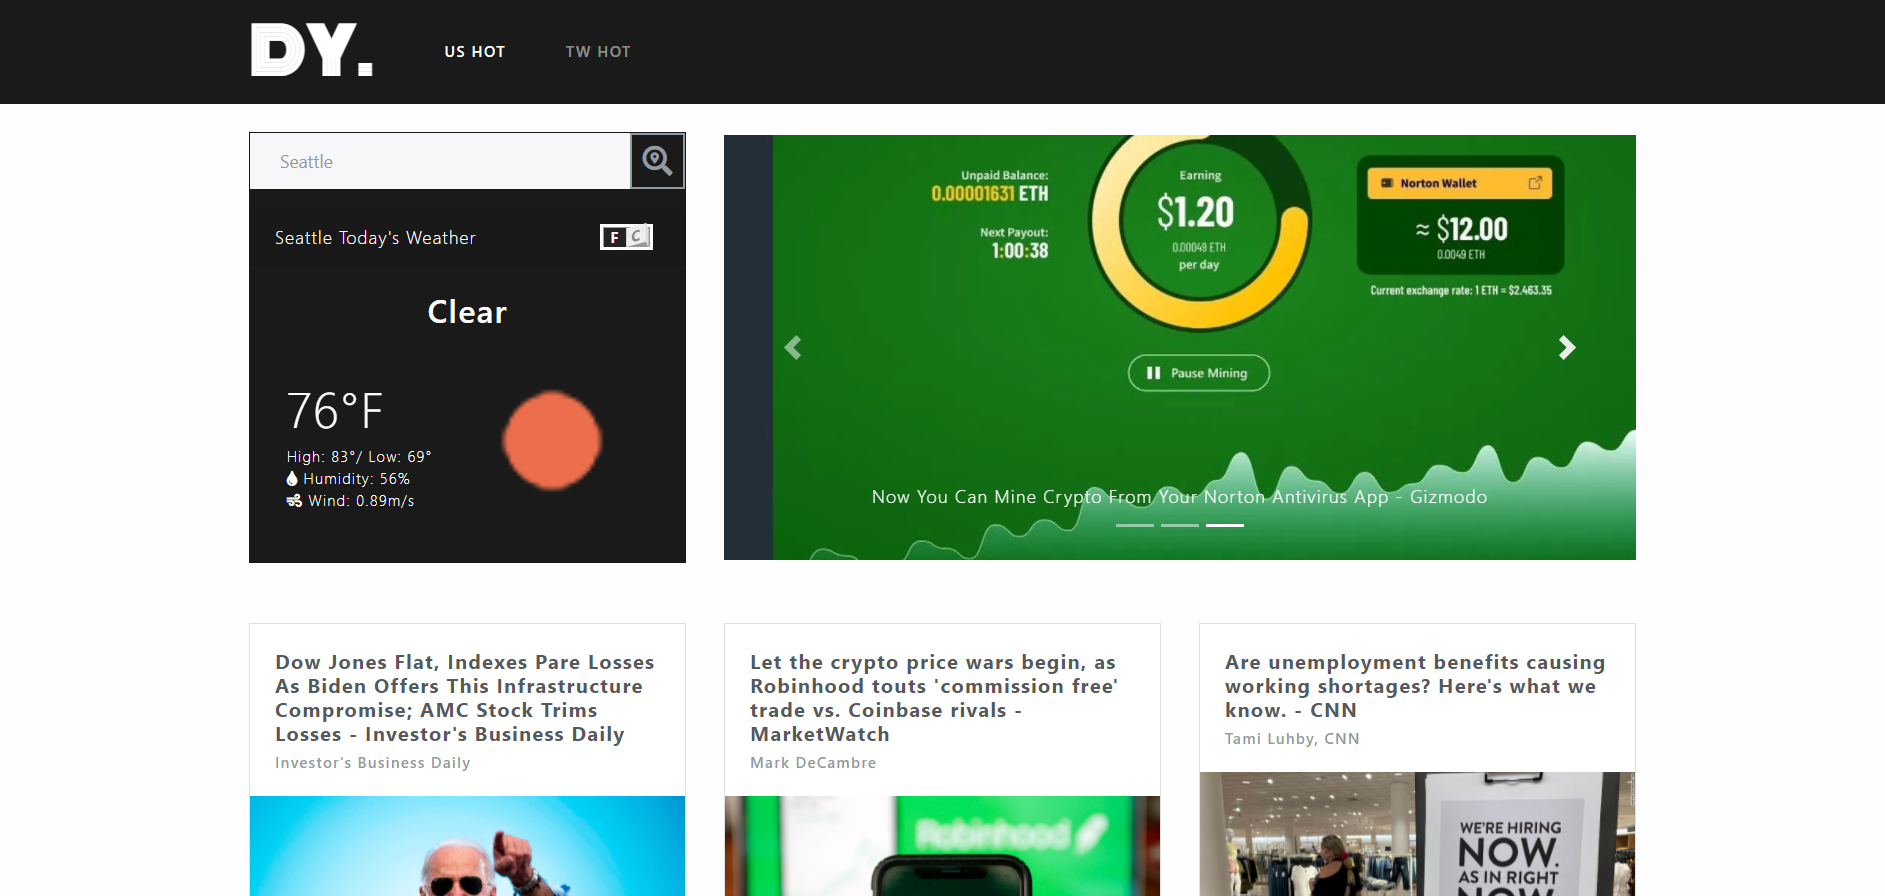 DY.
US HOT
TW HOT
Seattle
Seattle Today's Weather
F C
Clear
76°F
High: 83°/ Low: 69°
Humidity: 56%
Wind: 0.89m/s
Unpaid Balance:
0.00001631 ETH
Next Payout:
1:00:38
Earning
$1.20
0.00049 ETH
per day
Norton Wallet
≈ $12.00
0.0049 ETH
Current exchange rate: 1 ETH = $2.463.35
Pause Mining
Now You Can Mine Crypto From Your Norton Antivirus App - Gizmodo
Dow Jones Flat, Indexes Pare Losses
As Biden Offers This Infrastructure
Compromise; AMC Stock Trims
Losses - Investor's Business Daily
Investor's Business Daily
Let the crypto price wars begin, as
Robinhood touts 'commission free'
trade vs. Coinbase rivals -
MarketWatch
Mark DeCambre
Robinhood
Are unemployment benefits causing
working shortages? Here's what we
know. - CNN
Tami Luhby, CNN
WE'RE HIRING
NOW.
AS IN RIGHT
NOW